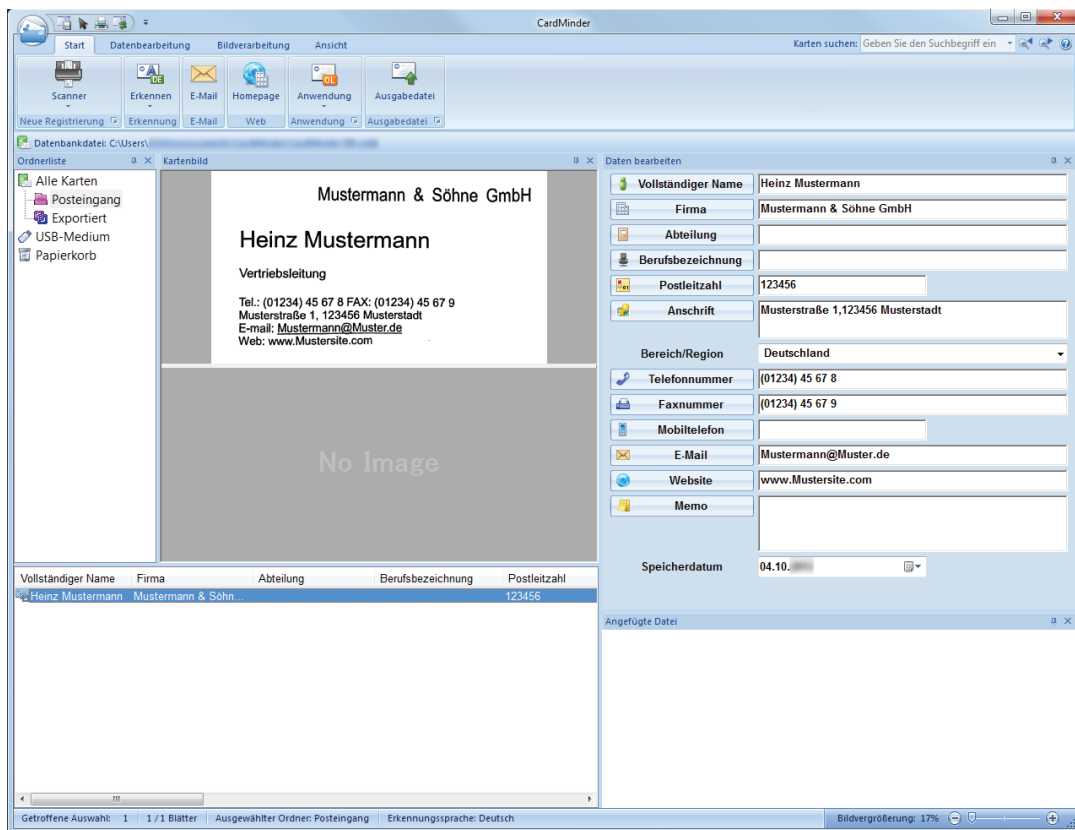 CardMinder
Start Datenbearbeitung Bildverarbeitung Ansicht
Karten suchen: Geben Sie den Suchbegriff ein
Scanner Erkennen E-Mail Homepage Anwendung Ausgabedatei
Neue Registrierung Erkennung E-Mail Web Anwendung Ausgabedatei
Datenbankdatei: C:\Users\
Ordnerliste
Alle Karten
Posteingang
Exportiert
USB-Medium
Papierkorb
Kartenbild
Mustermann & Söhne GmbH
Heinz Mustermann
Vertriebsleitung
Tel.: (01234) 45 67 8 FAX: (01234) 45 67 9
Musterstraße 1, 123456 Musterstadt
E-mail: Mustermann@Muster.de
Web: www.Mustersite.com
No Image
Daten bearbeiten
Vollständiger Name Heinz Mustermann
Firma Mustermann & Söhne GmbH
Abteilung
Berufsbezeichnung
Postleitzahl 123456
Anschrift Musterstraße 1,123456 Musterstadt
Bereich/Region Deutschland
Telefonnummer (01234) 45 67 8
Faxnummer (01234) 45 67 9
Mobiltelefon
E-Mail Mustermann@Muster.de
Website www.Mustersite.com
Memo
Speicherdatum 04.10.
Vollständiger Name Firma Abteilung Berufsbezeichnung Postleitzahl
Heinz Mustermann Mustermann & Söhn... 123456
Angefügte Datei
Getroffene Auswahl: 1 1 / 1 Blätter Ausgewählter Ordner: Posteingang Erkennungssprache: Deutsch
Bildvergrößerung: 17%